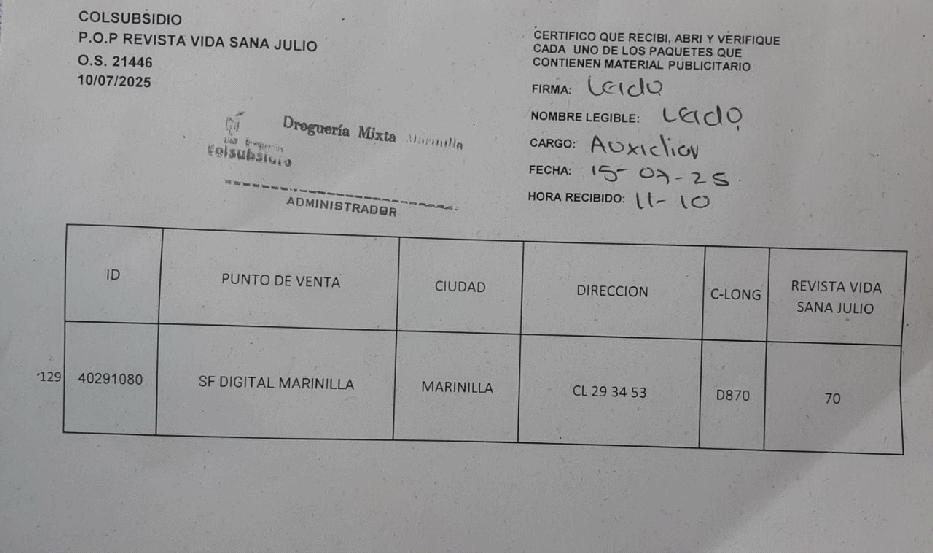 COLSUBSIDIO
P.O.P REVISTA VIDA SANA JULIO
O.S. 21446
10/07/2025
CERTIFICO QUE RECIBI, ABRI Y VERIFIQUE
CADA UNO DE LOS PAQUETES QUE
CONTIENEN MATERIAL PUBLICITARIO
FIRMA:
NOMBRE LEGIBLE:
CARGO:
FECHA: 15-07-25
HORA RECIBIDO: 11-10
Droguería Mixta Marinilla
Colsubsidio
ADMINISTRADOR
ID PUNTO DE VENTA CIUDAD DIRECCION C-LONG REVISTA VIDA
SANA JULIO
129 40291080 SF DIGITAL MARINILLA MARINILLA CL 29 34 53 D870 70